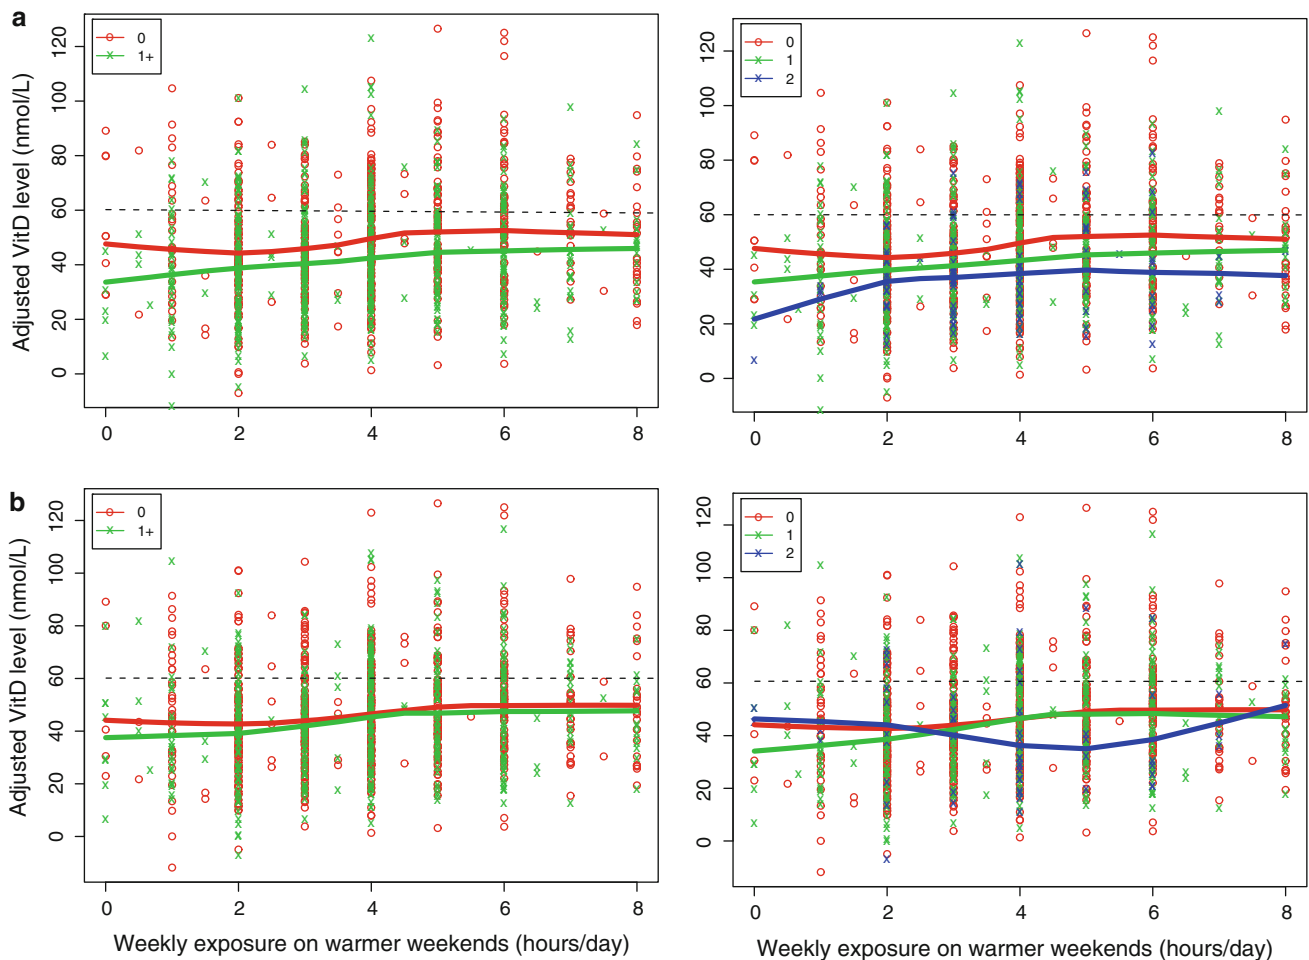 a
Adjusted VitD level (nmol/L)
0 20 40 60 80 100 120
0
1+
0 2 4 6 8
0 20 40 60 80 100 120
0
1
2
0 2 4 6 8
b
Adjusted VitD level (nmol/L)
0 20 40 60 80 100 120
0
1+
0 2 4 6 8
Weekly exposure on warmer weekends (hours/day)
0 20 40 60 80 100 120
0
1
2
0 2 4 6 8
Weekly exposure on warmer weekends (hours/day)